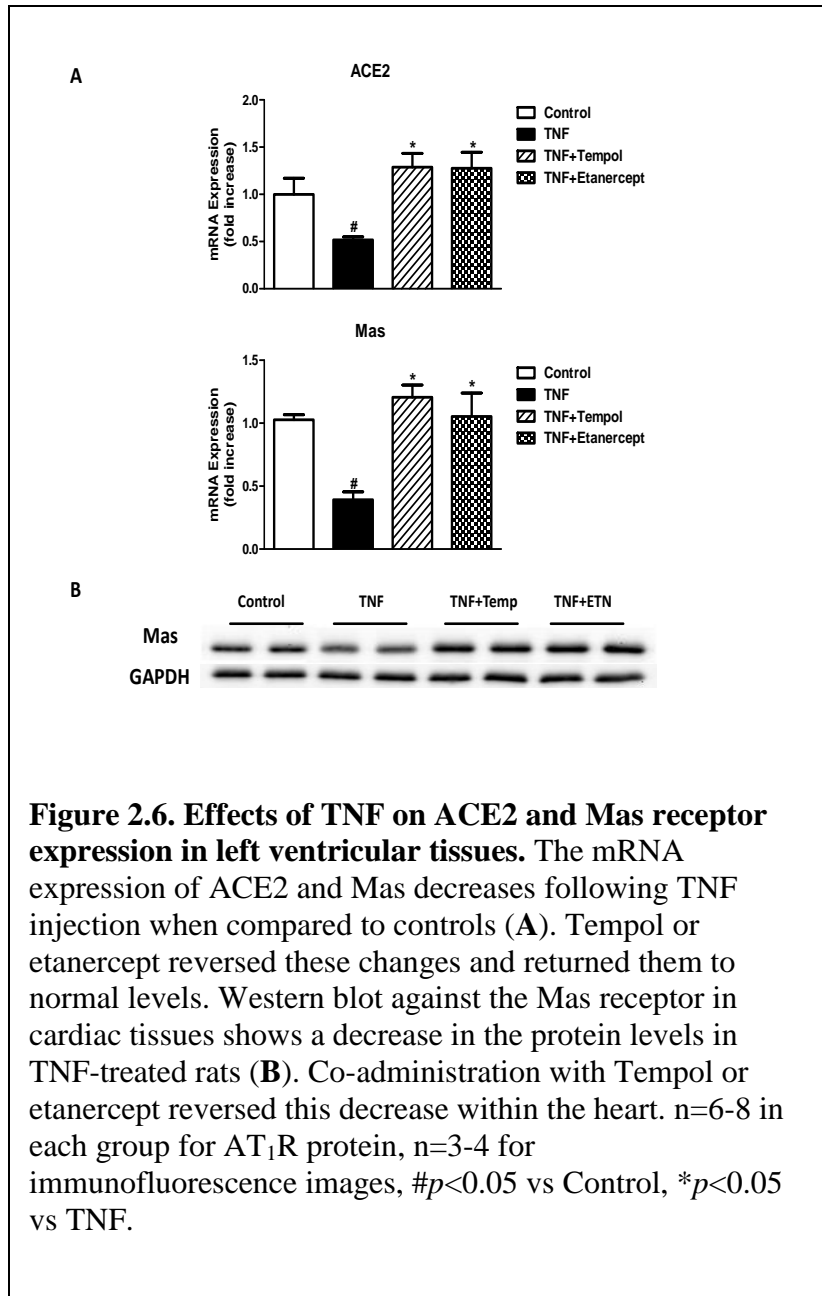 A
ACE2
mRNA Expression
(fold increase)
2.0
1.5
1.0
0.5
0.0
#
*
*
Control
TNF
TNF+Tempol
TNF+Etanercept
Mas
mRNA Expression
(fold increase)
1.5
1.0
0.5
0.0
#
*
*
Control
TNF
TNF+Tempol
TNF+Etanercept
B
Control TNF TNF+Temp TNF+ETN
Mas
GAPDH
Figure 2.6. Effects of TNF on ACE2 and Mas receptor
expression in left ventricular tissues. The mRNA
expression of ACE2 and Mas decreases following TNF
injection when compared to controls (A). Tempol or
etanercept reversed these changes and returned them to
normal levels. Western blot against the Mas receptor in
cardiac tissues shows a decrease in the protein levels in
TNF-treated rats (B). Co-administration with Tempol or
etanercept reversed this decrease within the heart. n=6-8 in
each group for AT₁R protein, n=3-4 for
immunofluorescence images, #p<0.05 vs Control, *p<0.05
vs TNF.